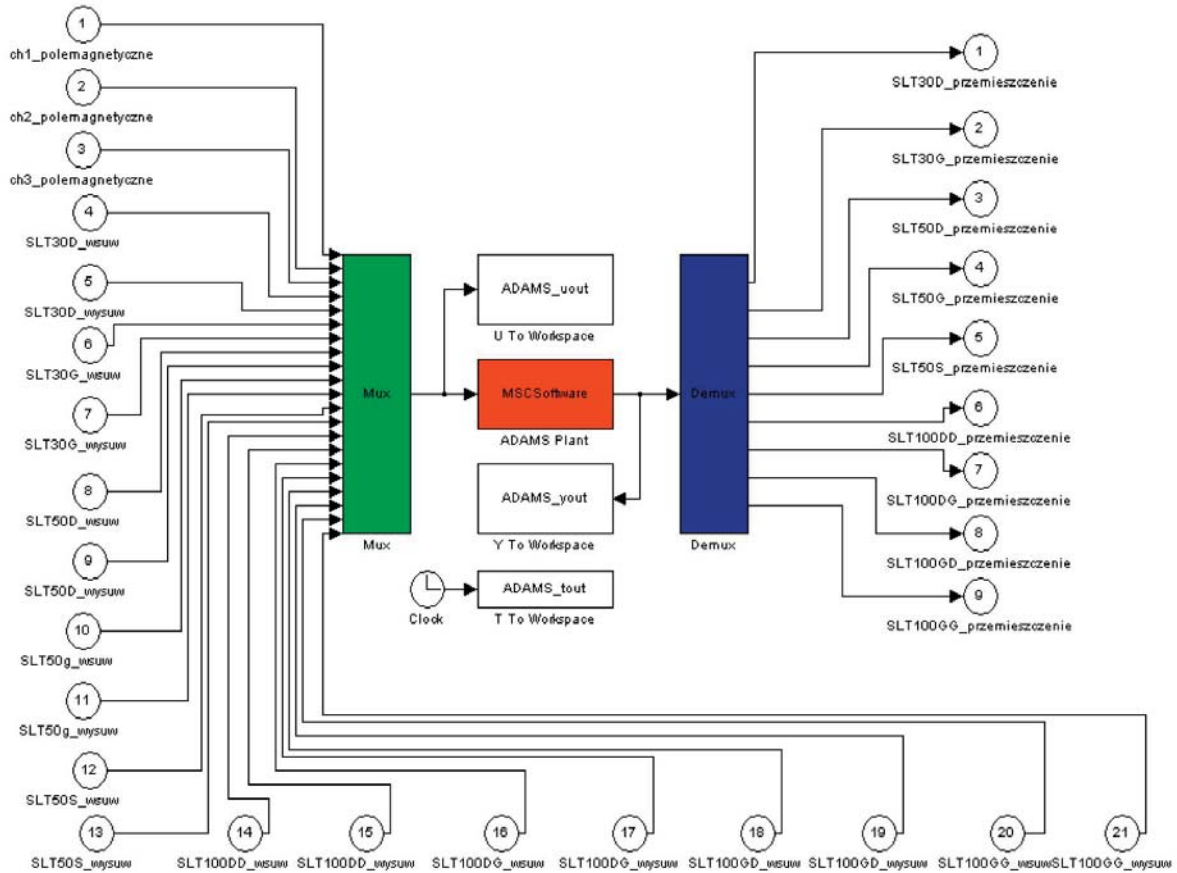 1
ch1_polemagnetyczne
2
ch2_polemagnetyczne
3
ch3_polemagnetyczne
4
SLT30D_wsuw
5
SLT30D_wysuw
6
SLT30G_wsuw
7
SLT30G_wysuw
8
SLT50D_wsuw
9
SLT50D_wysuw
10
SLT50g_wsuw
11
SLT50g_wysuw
12
SLT50S_wsuw
13
SLT50S_wysuw
14
SLT100DD_wsuw
15
SLT100DD_wysuw
16
SLT100DG_wsuw
17
SLT100DG_wysuw
18
SLT100GD_wsuw
19
SLT100GD_wysuw
20
SLT100GG_wsuw
21
SLT100GG_wysuw
Mux
Mux
ADAMS_uout
U To Workspace
MSCSoftware
ADAMS Plant
ADAMS_yout
Y To Workspace
Clock
ADAMS_tout
T To Workspace
Demux
Demux
1
SLT30D_przemieszczenie
2
SLT30G_przemieszczenie
3
SLT50D_przemieszczenie
4
SLT50G_przemieszczenie
5
SLT50S_przemieszczenie
6
SLT100DD_przemieszczenie
7
SLT100DG_przemieszczenie
8
SLT100GD_przemieszczenie
9
SLT100GG_przemieszczenie